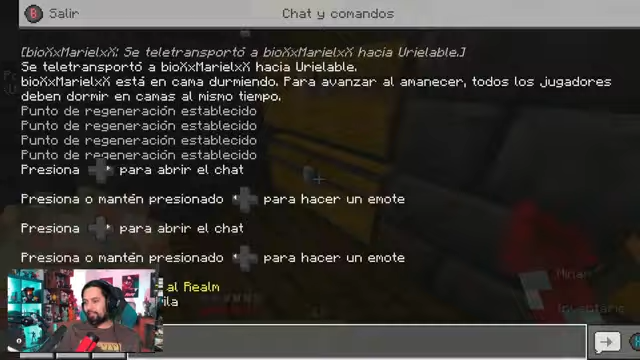 Salir
Chat y comandos
[bioXxMarielxX: Se teletransportó a bioXxMarielxX hacia Urielable.]
Se teletransportó a bioXxMarielxX hacia Urielable.
bioXxMarielxX está en cama durmiendo. Para avanzar al amanecer, todos los jugadores
deben dormir en camas al mismo tiempo.
Punto de regeneración establecido
Punto de regeneración establecido
Punto de regeneración establecido
Punto de regeneración establecido
Presiona para abrir el chat
Presiona o mantén presionado para hacer un emote
Presiona para abrir el chat
Presiona o mantén presionado para hacer un emote
al Realm
Mirar
Inventario